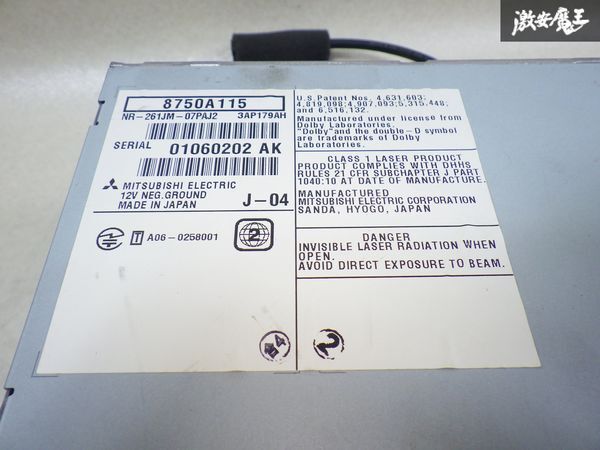 激安魔王
8750A115
NR-261JM-07PAJ2 3AP179AH
SERIAL 01060202 AK
MITSUBISHI ELECTRIC
12V NEG.GROUND
MADE IN JAPAN J-04
T A06-0258001
2
U.S.Patent Nos. 4,631,603;
4,819,098;4,907,093;5,315,448,
and 6,516,132.
Manufactured under license from
Dolby Laboratories.
"Dolby"and the double-D symbol
are trademarks of Dolby
Laboratories.
CLASS 1 LASER PRODUCT
PRODUCT COMPLIES WITH DHHS
RULES 21 CFR SUBCHAPTER J PART
1040:10 AT DATE OF MANUFACTURE.
MANUFACTURED
MITSUBISHI ELECTRIC CORPORATION
SANDA, HYOGO, JAPAN
DANGER
INVISIBLE LASER RADIATION WHEN
OPEN.
AVOID DIRECT EXPOSURE TO BEAM.
2